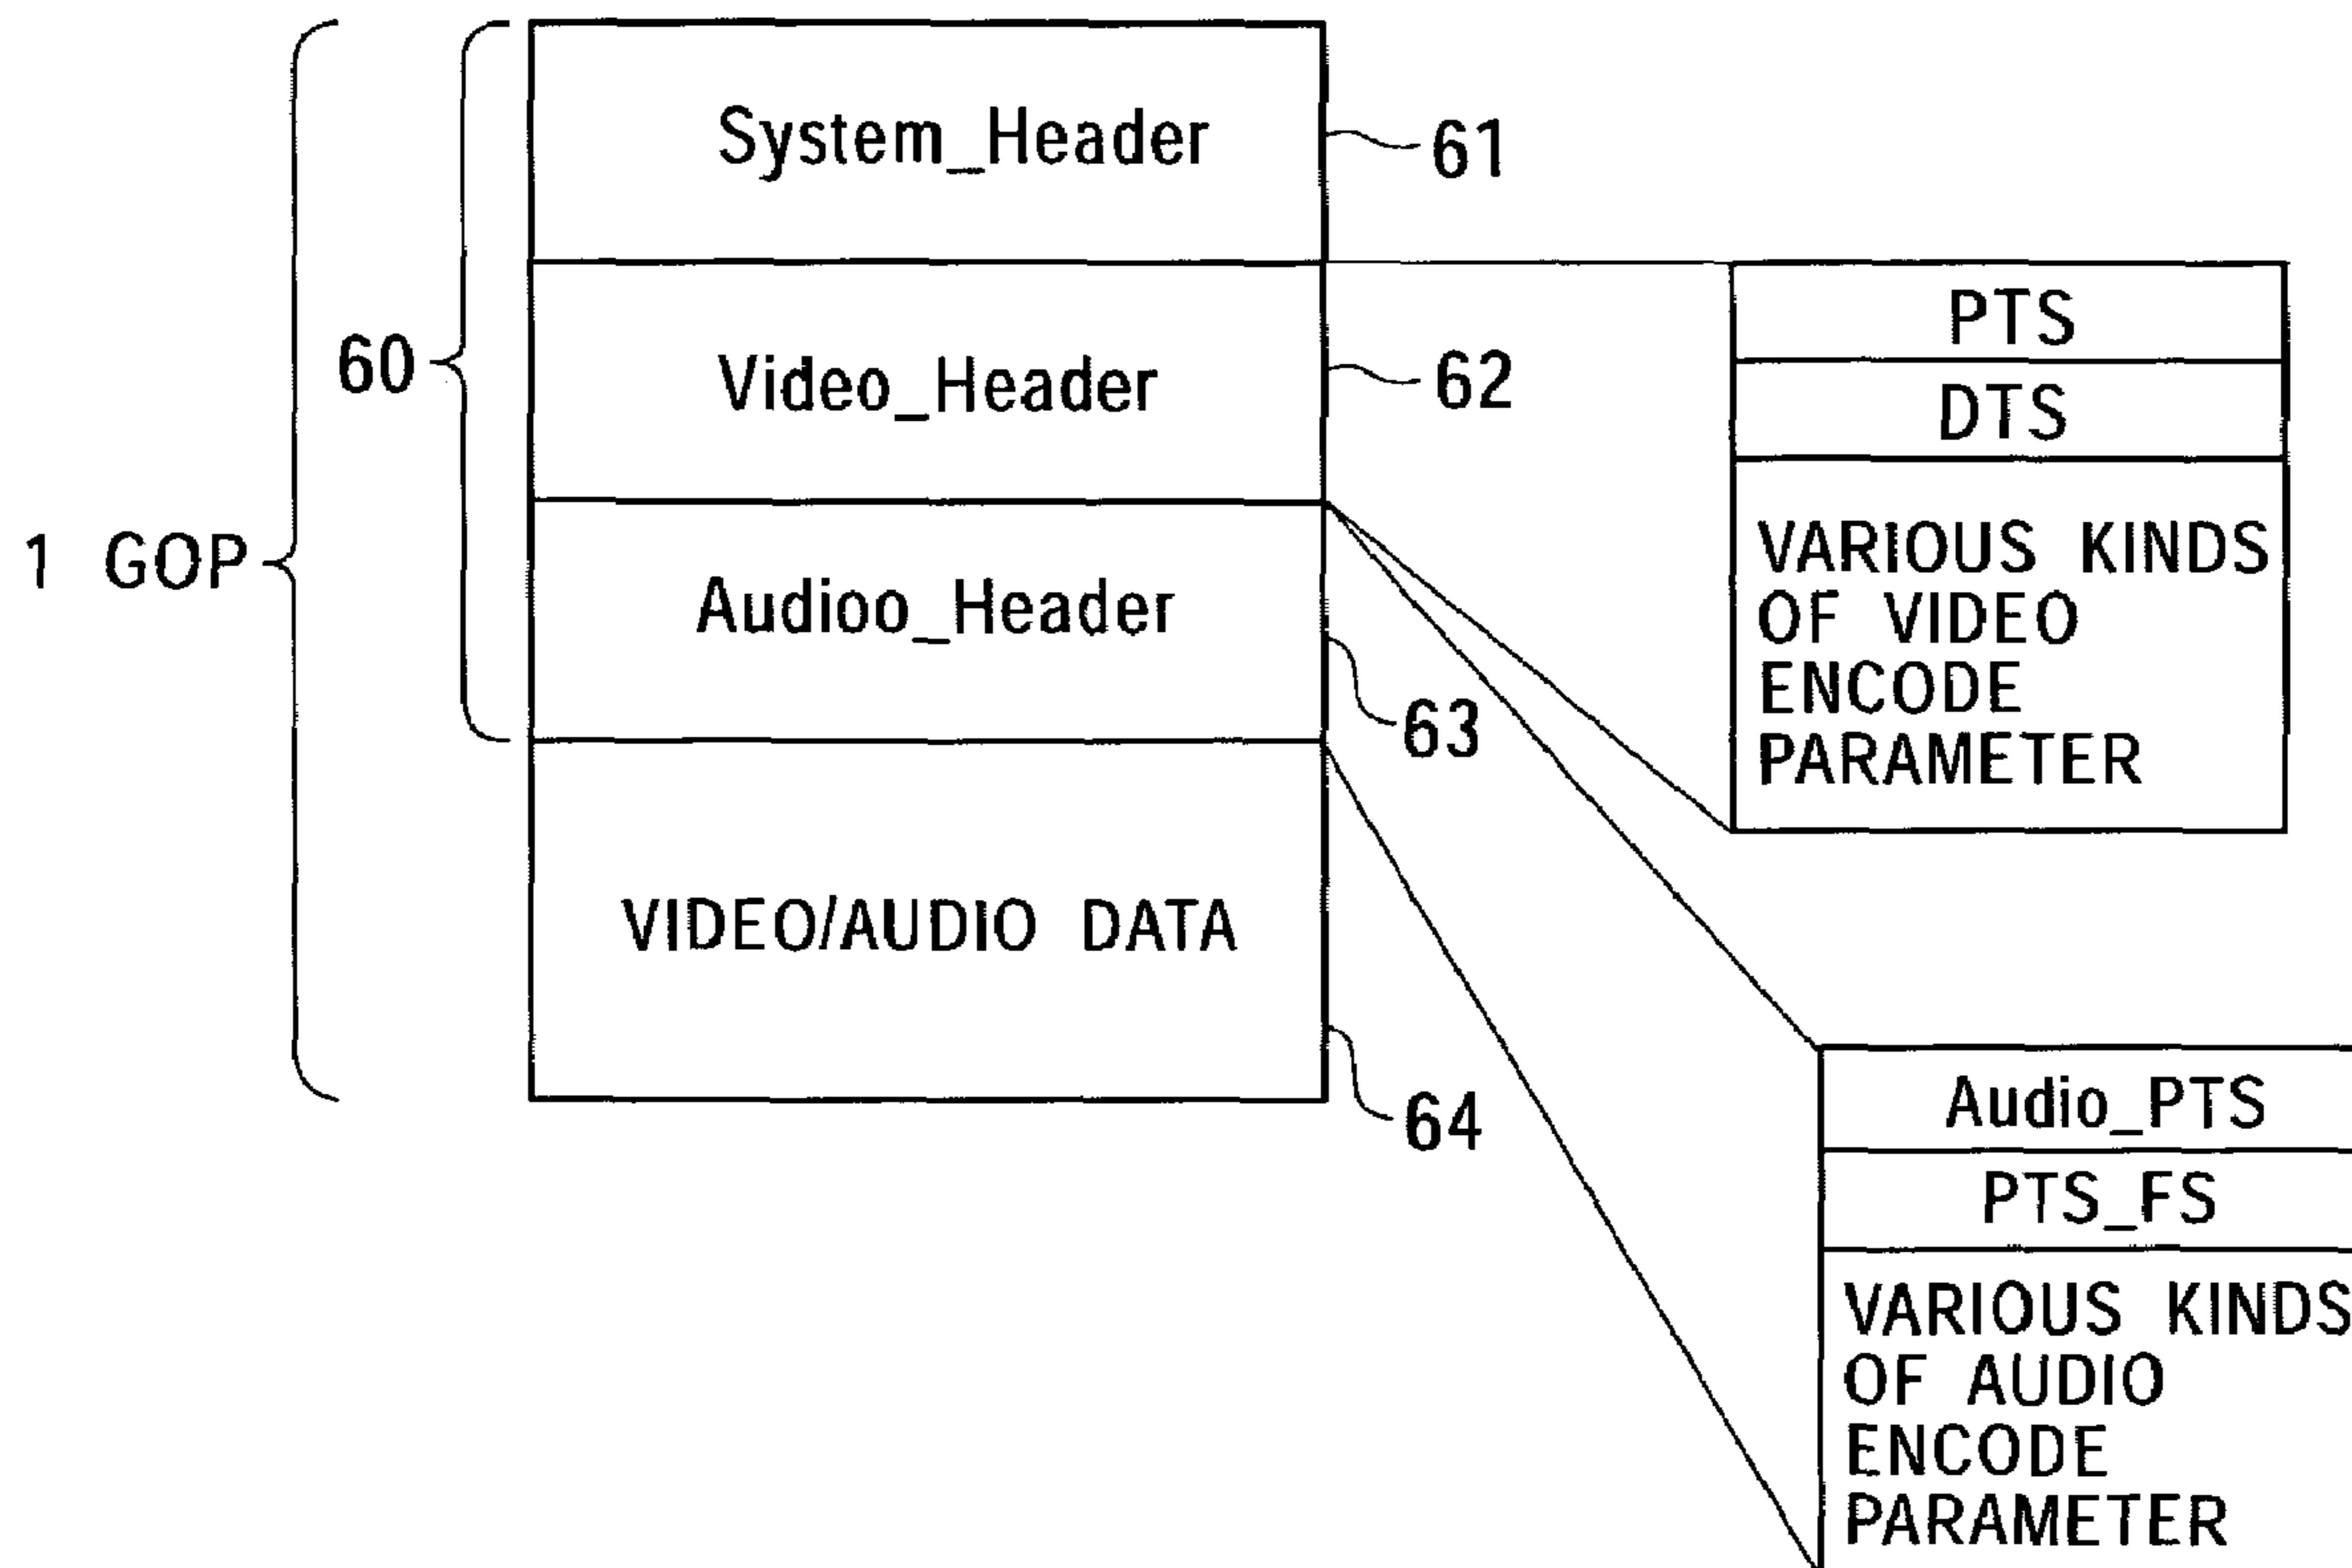 1 GOP
60
System_Header
61
Video_Header
62
Audioo_Header
63
VIDEO/AUDIO DATA
64
PTS
DTS
VARIOUS KINDS
OF VIDEO
ENCODE
PARAMETER
Audio_PTS
PTS_FS
VARIOUS KINDS
OF AUDIO
ENCODE
PARAMETER